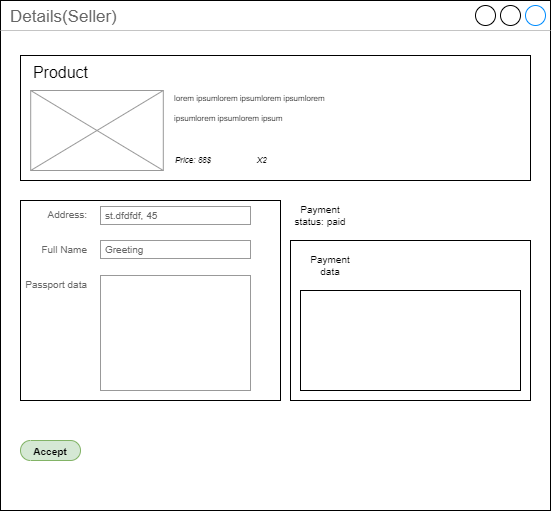 Details(Seller)
Product
lorem ipsumlorem ipsumlorem ipsumlorem
ipsumlorem ipsumlorem ipsum
Price: 88$ X2
Address: st.dfdfdf, 45
Full Name Greeting
Passport data
Payment
status: paid
Payment
data
Accept